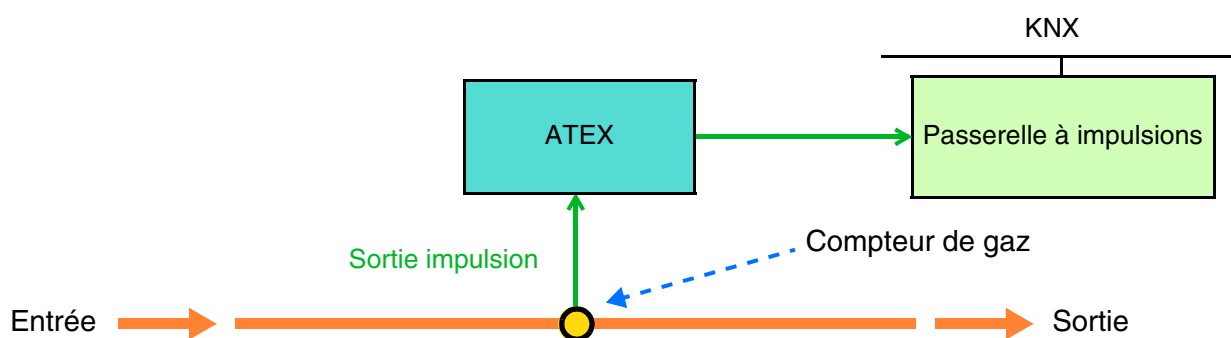 KNX
ATEX
Passerelle à impulsions
Sortie impulsion
Compteur de gaz
Entrée
Sortie